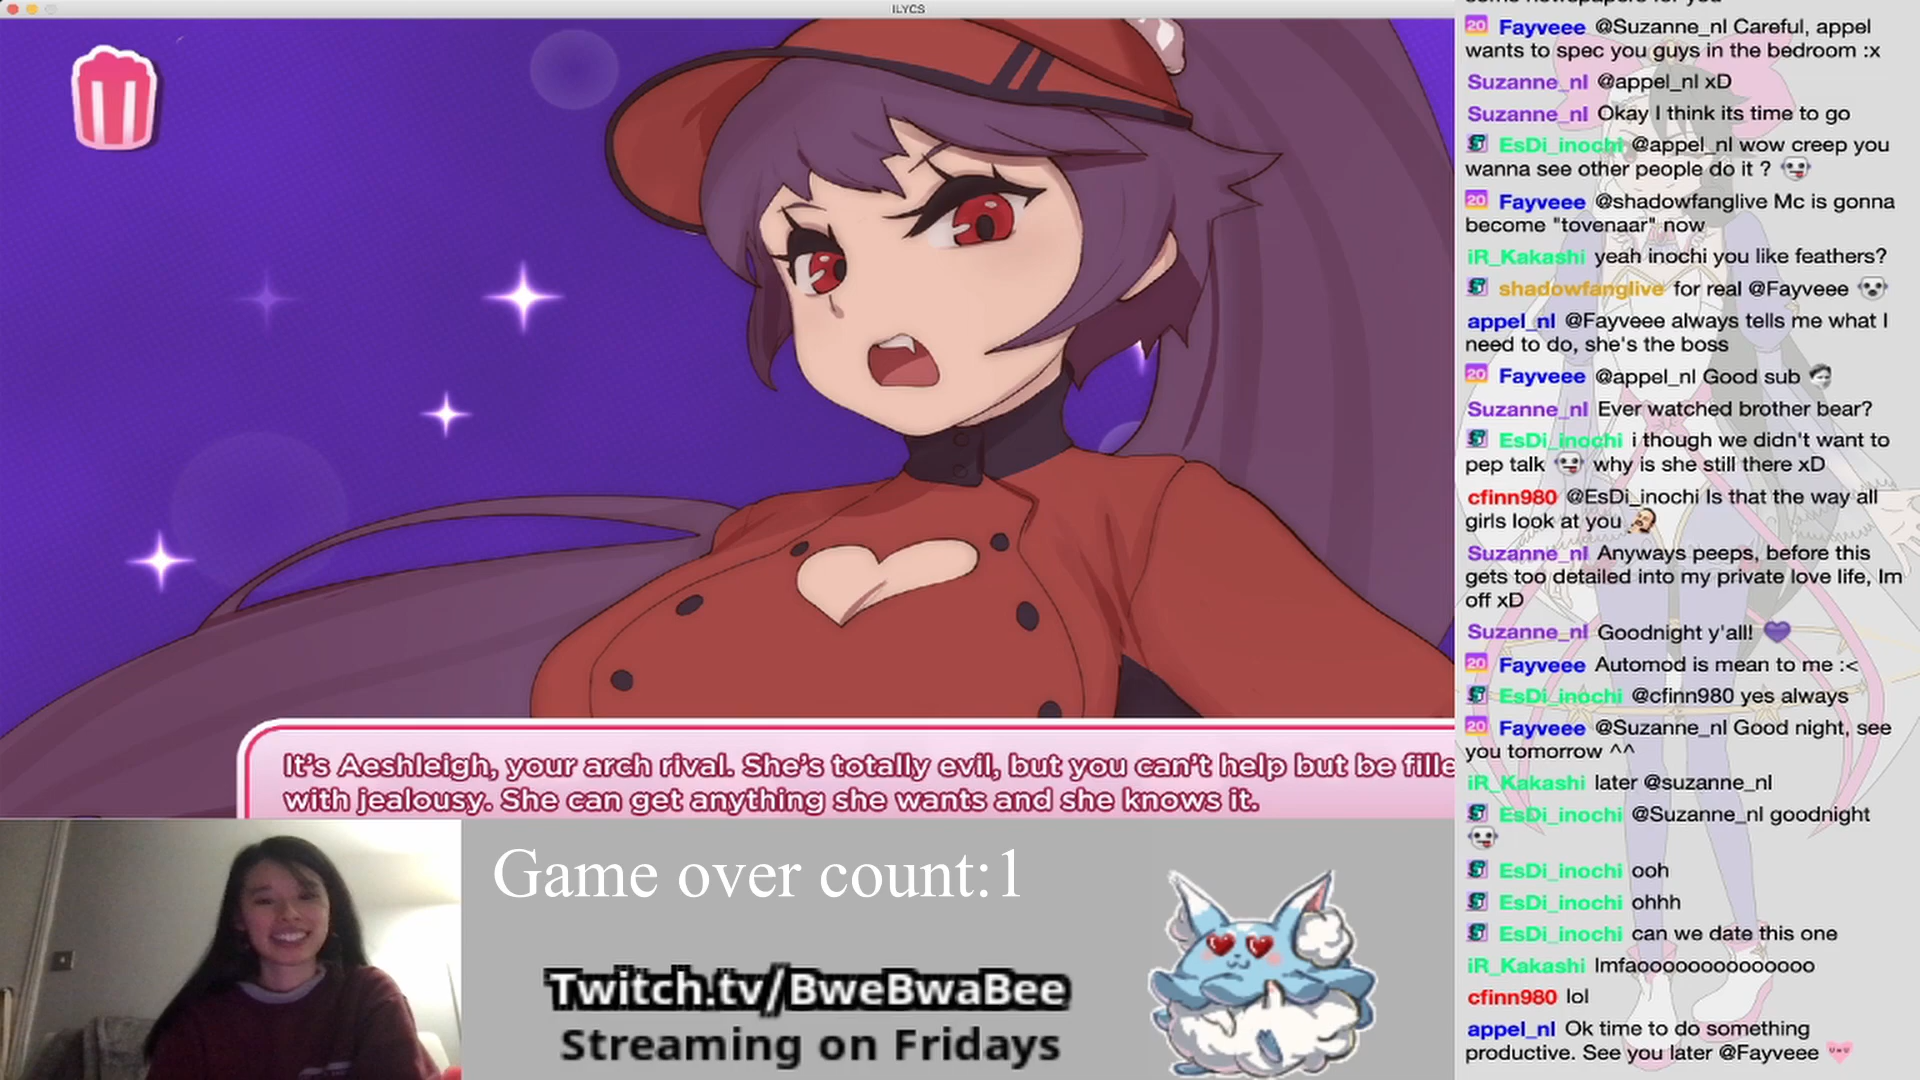 ILYCS
It's Aeshleigh, your arch rival. She's totally evil, but you can't help but be fille
with jealousy. She can get anything she wants and she knows it.
Game over count:1
Twitch.tv/BweBwaBee
Streaming on Fridays
some newspapers for you
20 Fayveee @Suzanne_nl Careful, appel
wants to spec you guys in the bedroom :x
Suzanne_nl @appel_nl xD
Suzanne_nl Okay I think its time to go
EsDi_inochi @appel_nl wow creep you
wanna see other people do it ?
20 Fayveee @shadowfanglive Mc is gonna
become "tovenaar" now
iR_Kakashi yeah inochi you like feathers?
shadowfanglive for real @Fayveee
appel_nl @Fayveee always tells me what I
need to do, she's the boss
20 Fayveee @appel_nl Good sub
Suzanne_nl Ever watched brother bear?
EsDi_inochi i though we didn't want to
pep talk why is she still there xD
cfinn980 @EsDi_inochi Is that the way all
girls look at you
Suzanne_nl Anyways peeps, before this
gets too detailed into my private love life, Im
off xD
Suzanne_nl Goodnight y'all!
20 Fayveee Automod is mean to me :<
EsDi_inochi @cfinn980 yes always
20 Fayveee @Suzanne_nl Good night, see
you tomorrow ^^
iR_Kakashi later @suzanne_nl
EsDi_inochi @Suzanne_nl goodnight
EsDi_inochi ooh
EsDi_inochi ohhh
EsDi_inochi can we date this one
iR_Kakashi lmfaoooooooooooooo
cfinn980 lol
appel_nl Ok time to do something
productive. See you later @Fayveee